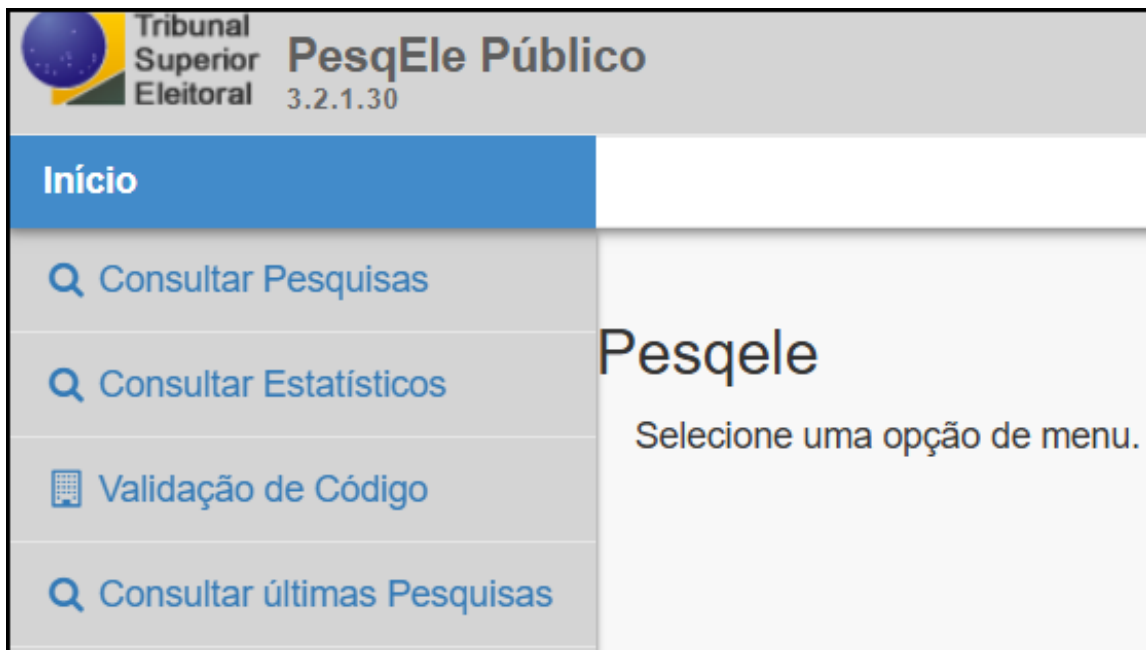 Tribunal
Superior
Eleitoral
PesqEle Público
3.2.1.30
Início
Consultar Pesquisas
Consultar Estatísticos
Validação de Código
Consultar últimas Pesquisas
Pesqele
Selecione uma opção de menu.